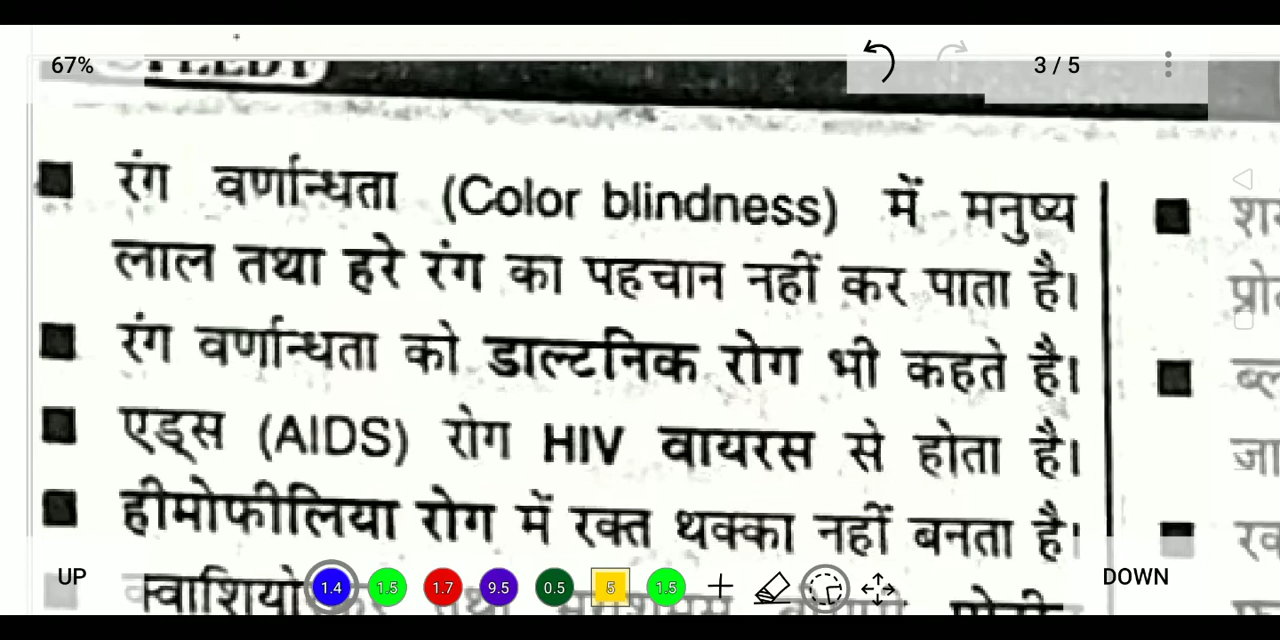 67%
3 / 5
रंग वर्णान्धता (Color blindness) में मनुष्य
लाल तथा हरे रंग का पहचान नहीं कर पाता है।
रंग वर्णान्धता को डाल्टनिक रोग भी कहते है।
एड्स (AIDS) रोग HIV वायरस से होता है।
हीमोफीलिया रोग में रक्त थक्का नहीं बनता है।
UP
1.4 1.5 1.7 9.5 0.5 5 1.5
DOWN